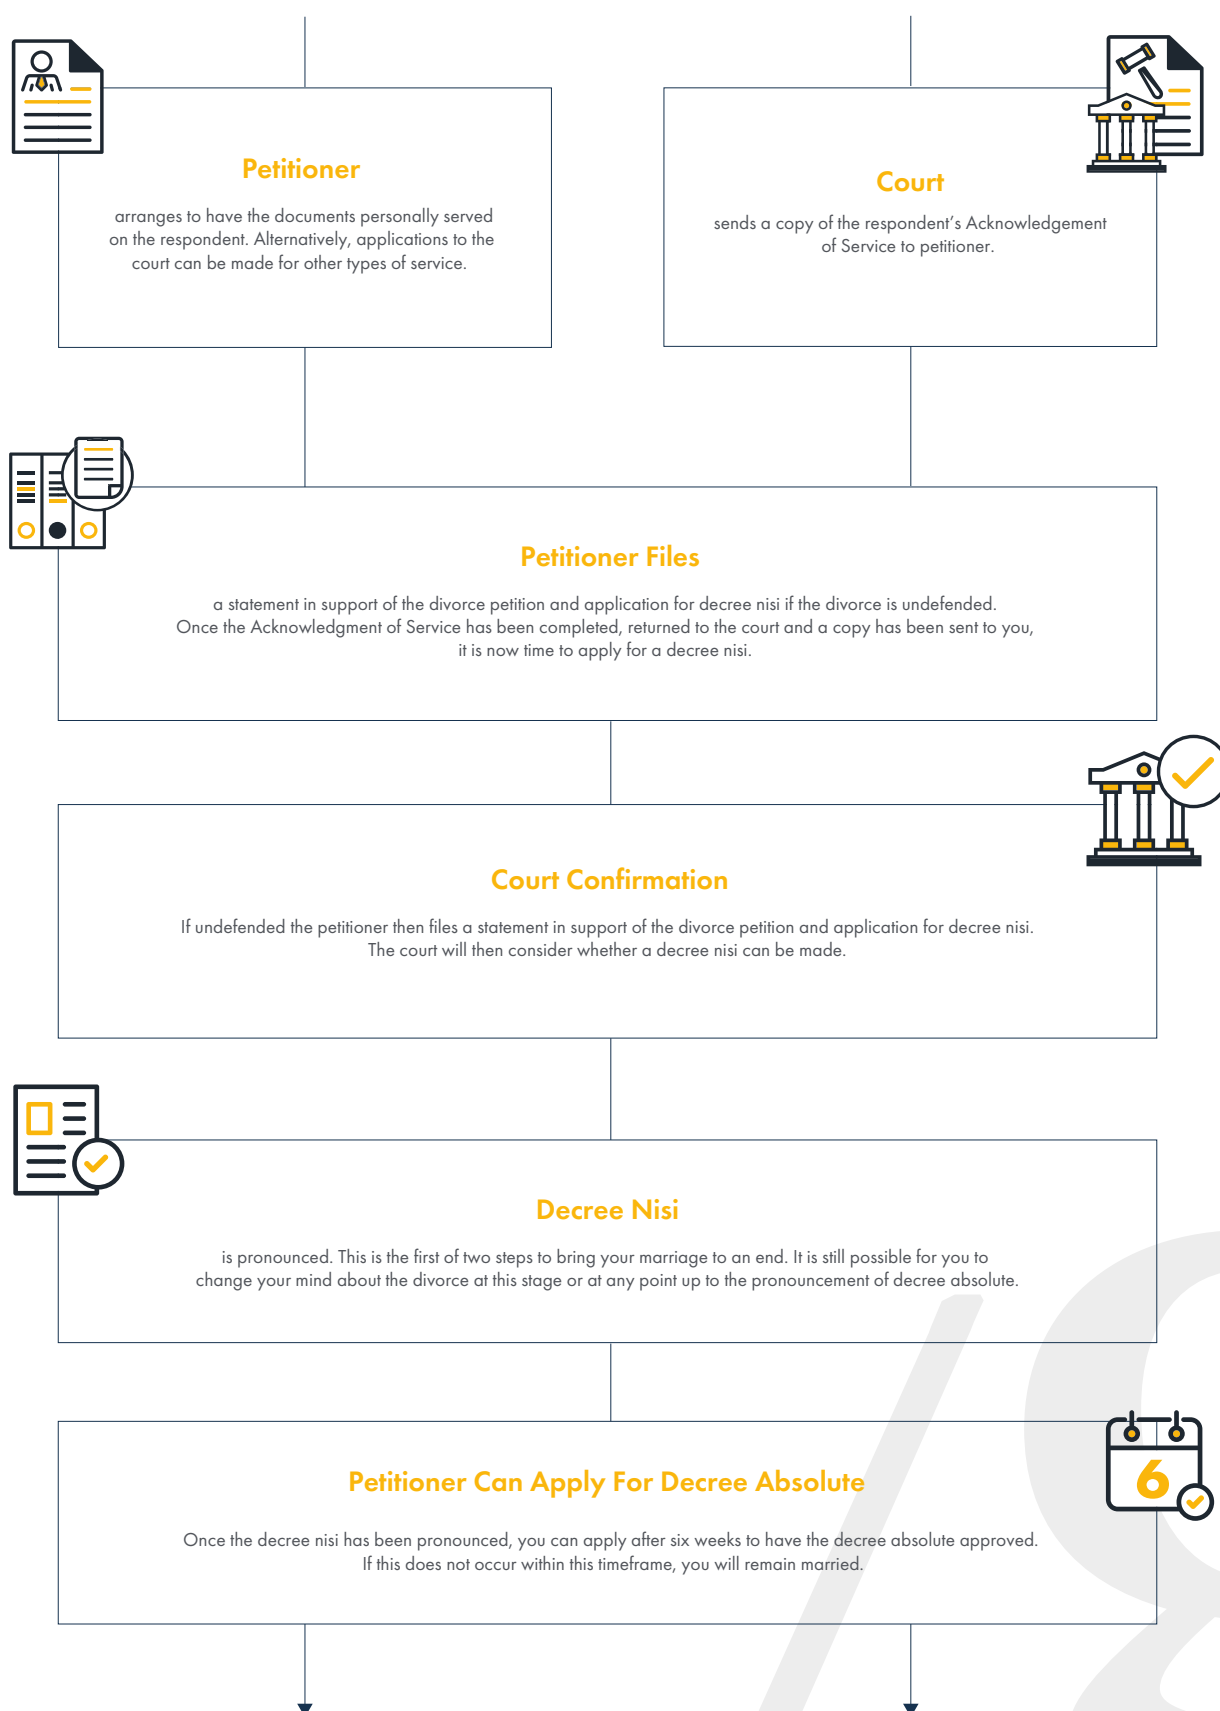 Petitioner
arranges to have the documents personally served
on the respondent. Alternatively, applications to the
court can be made for other types of service.
Court
sends a copy of the respondent's Acknowledgement
of Service to petitioner.
Petitioner Files
a statement in support of the divorce petition and application for decree nisi if the divorce is undefended.
Once the Acknowledgment of Service has been completed, returned to the court and a copy has been sent to you,
it is now time to apply for a decree nisi.
Court Confirmation
If undefended the petitioner then files a statement in support of the divorce petition and application for decree nisi.
The court will then consider whether a decree nisi can be made.
Decree Nisi
is pronounced. This is the first of two steps to bring your marriage to an end. It is still possible for you to
change your mind about the divorce at this stage or at any point up to the pronouncement of decree absolute.
6
Petitioner Can Apply For Decree Absolute
Once the decree nisi has been pronounced, you can apply after six weeks to have the decree absolute approved.
If this does not occur within this timeframe, you will remain married.